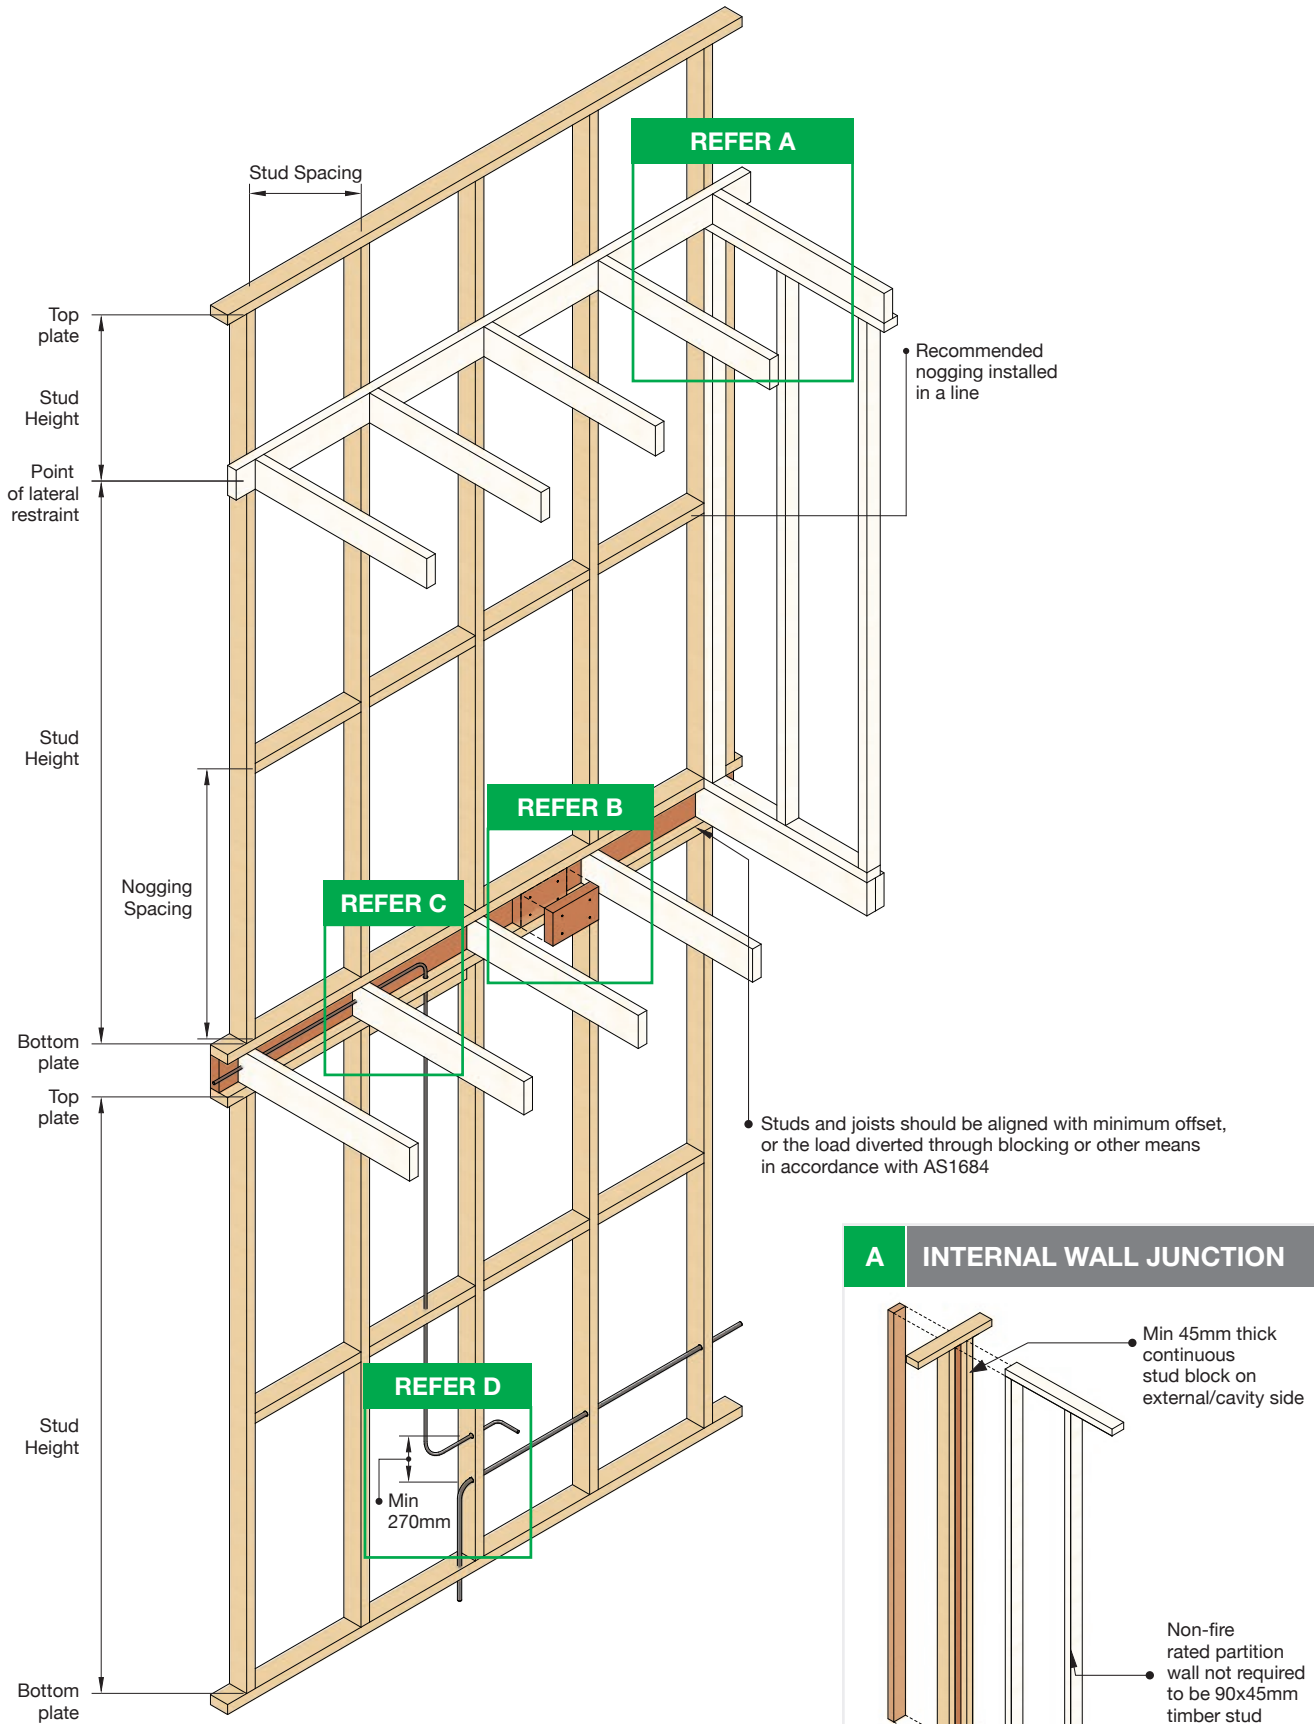 REFER A
Stud Spacing
Top
plate
Stud
Height
Recommended
nogging installed
in a line
Point
of lateral
restraint
Stud
Height
REFER B
Nogging
Spacing
REFER C
Bottom
plate
Top
plate
Studs and joists should be aligned with minimum offset,
or the load diverted through blocking or other means
in accordance with AS1684
REFER D
Min
270mm
Stud
Height
Bottom
plate
A INTERNAL WALL JUNCTION
Min 45mm thick
continuous
stud block on
external/cavity side
Non-fire
rated partition
wall not required
to be 90x45mm
timber stud